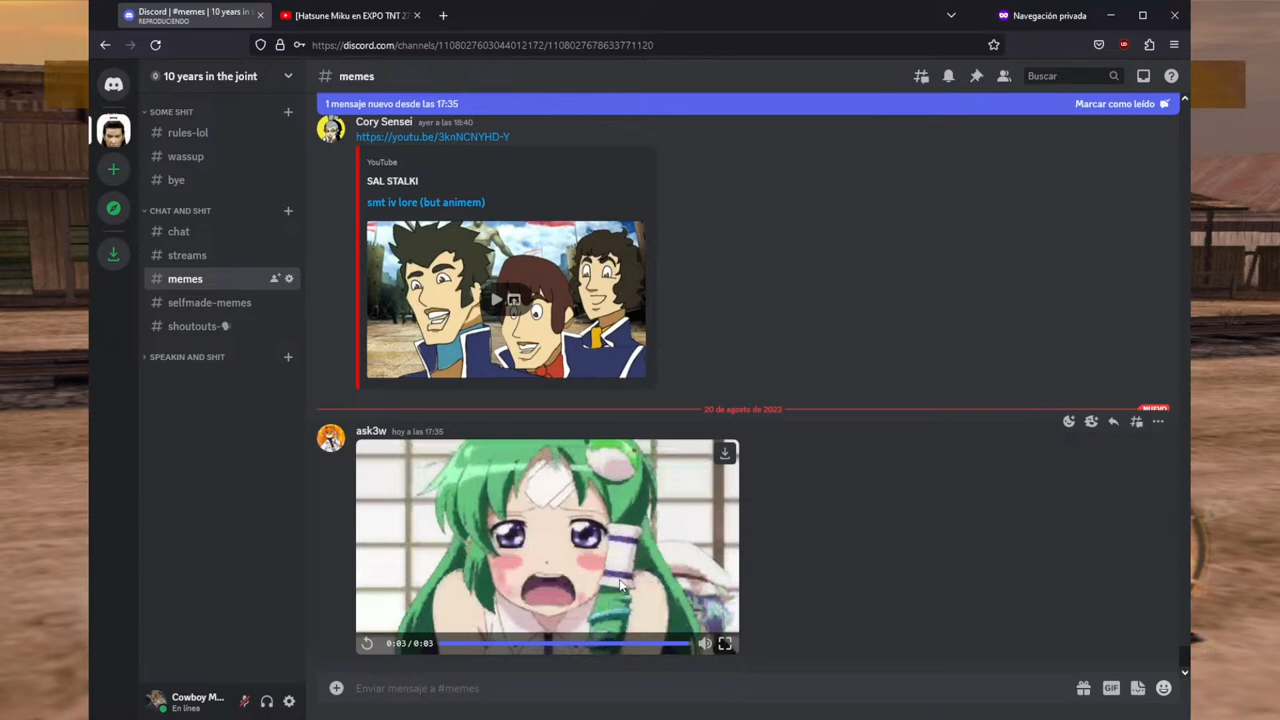 Discord | #memes | 10 years in
REPRODUCIENDO
[Hatsune Miku en EXPO TNT 2
Navegación privada
https://discord.com/channels/1108027603044012172/1108027678633771120
10 years in the joint
memes
Buscar
1 mensaje nuevo desde las 17:35
Marcar como leído
SOME SHIT
rules-lol
wassup
bye
CHAT AND SHIT
chat
streams
memes
selfmade-memes
shoutouts-
SPEAKIN AND SHIT
Cory Sensei ayer a las 18:40
https://youtu.be/3knNCNYHD-Y
YouTube
SAL STALKI
smt iv lore (but animem)
20 de agosto de 2023
NUEVO
ask3w hoy a las 17:35
0:03/0:03
Cowboy M...
En línea
Enviar mensaje a #memes
GIF